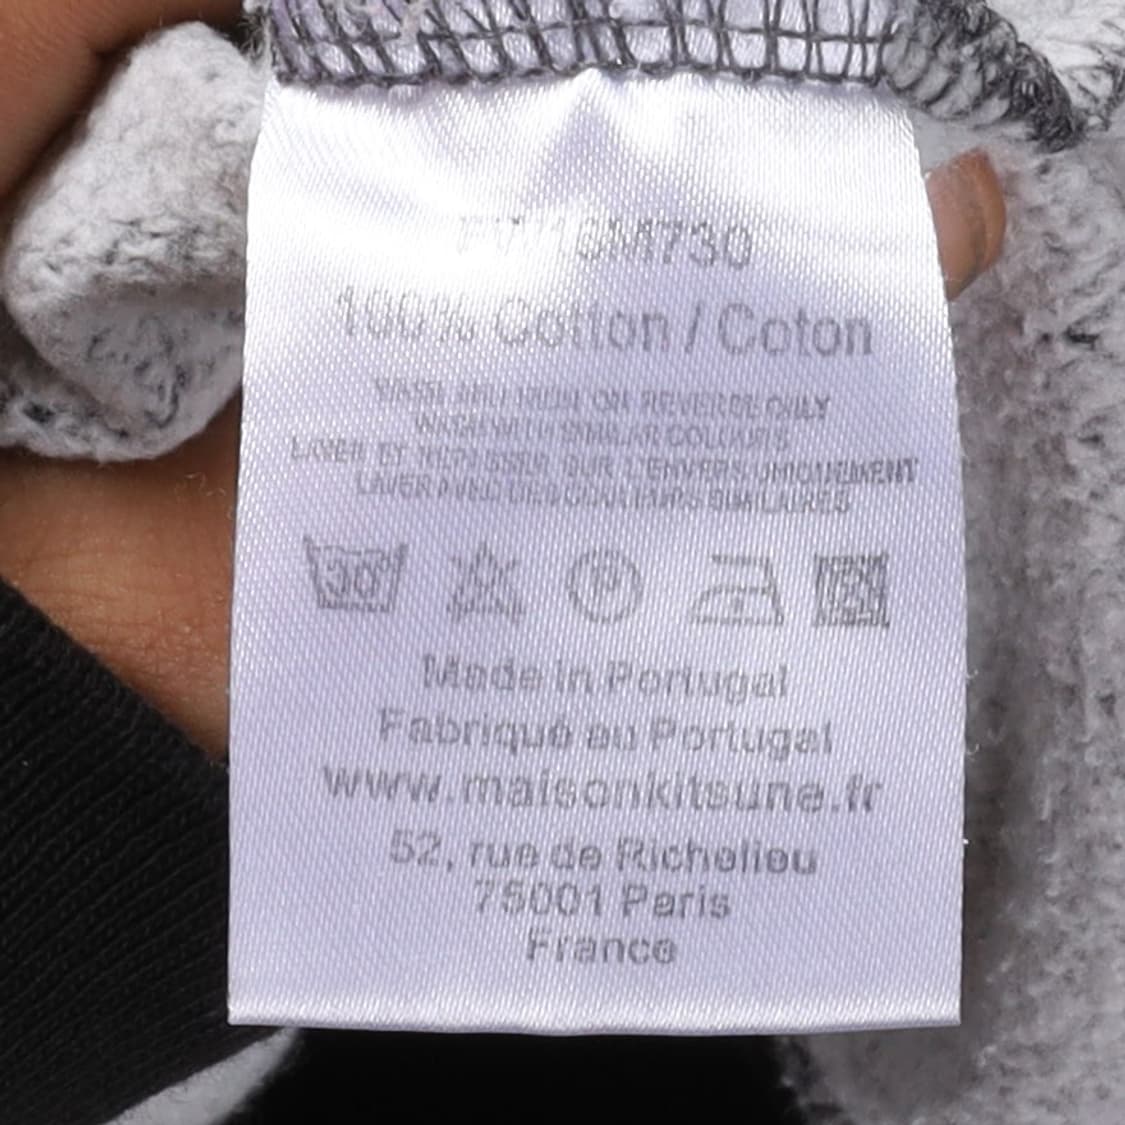 FW16M730
100% Cotton / Coton
WASH AND IRON ON REVERSE ONLY
WASH WITH SIMILAR COLOURS
LAVER ET REPASSER SUR L'ENVERS UNIQUEMENT
LAVER AVEC DES COULEURS SIMILAIRES
30° P
Made in Portugal
Fabriqué au Portugal
www.maisonkitsune.fr
52, rue de Richelieu
75001 Paris
France